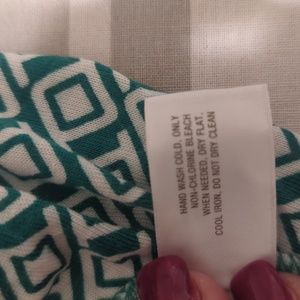 HAND WASH COLD, ONLY
NON-CHLORINE BLEACH
WHEN NEEDED, DRY FLAT.
COOL IRON, DO NOT DRY CLEAN